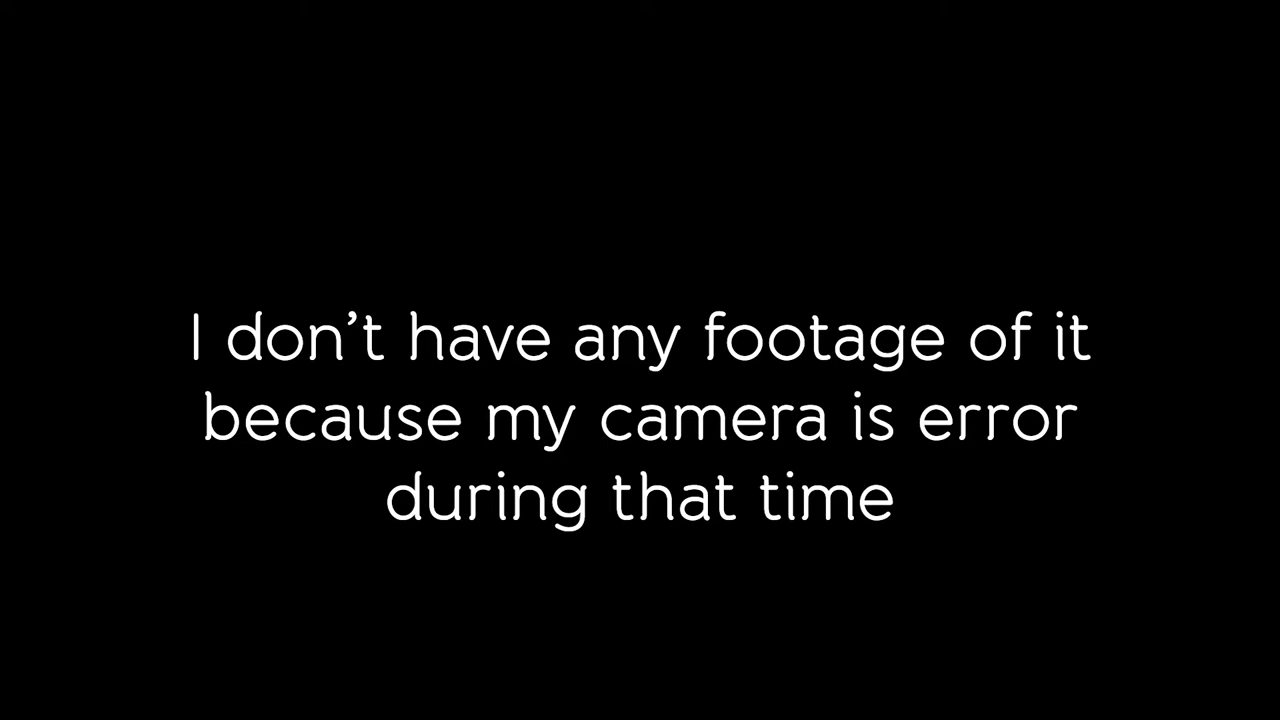 I don’t have any footage of it
because my camera is error
during that time